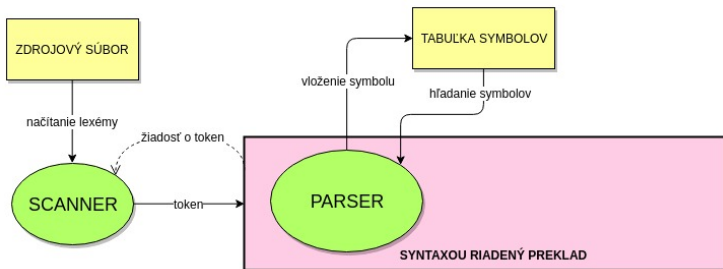 ZDROJOVÝ SÚBOR
TABUĽKA SYMBOLOV
vloženie symbolu
hľadanie symbolov
načítanie lexémy
žiadosť o token
SCANNER
token
PARSER
SYNTAXOU RIADENÝ PREKLAD